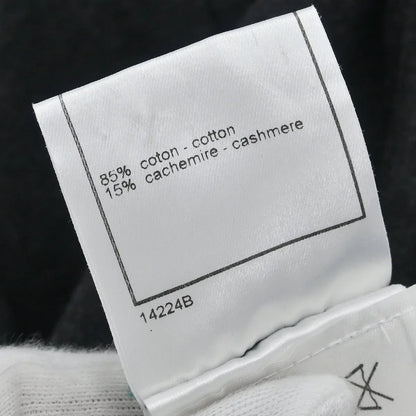 85% coton - cotton
15% cachemire - cashmere
14224B